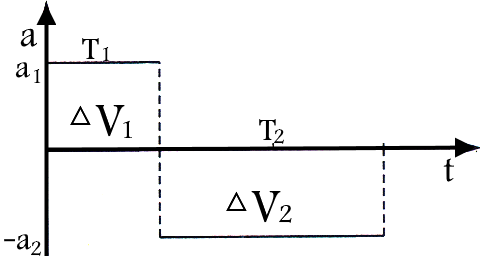 a
T₁
a₁
△V₁
T₂
t
△V₂
-a₂